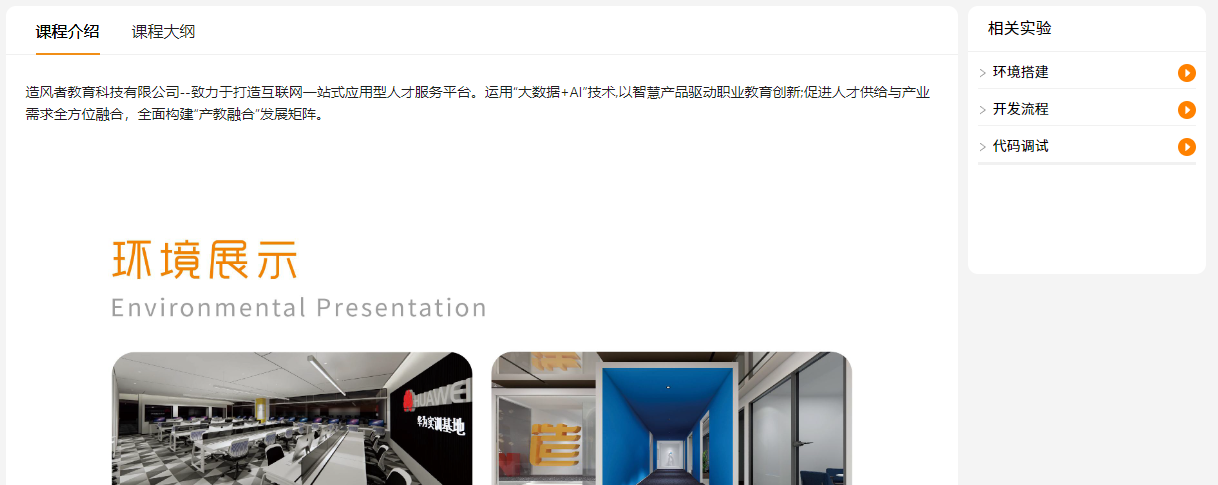 课程介绍 课程大纲
造风者教育科技有限公司--致力于打造互联网一站式应用型人才服务平台。运用“大数据+AI”技术,以智慧产品驱动职业教育创新;促进人才供给与产业
需求全方位融合，全面构建“产教融合”发展矩阵。
环境展示
Environmental Presentation
HUAWEI
华为实训基地
造
相关实验
环境搭建
开发流程
代码调试